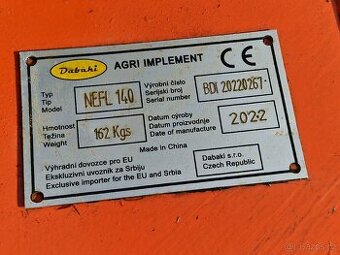 Dabaki
AGRI IMPLEMENT
CE
Typ
Tip
Model
NEFL 140
Výrobní číslo
Serijski broj
Serial number
BDI 20220267
Hmotnost
Težina
Weight
162 Kgs
Datum výroby
Datum proizvodnje
Date of manufacture
2022
Made in China
Výhradní dovozce pro EU
Ekskluzivni uvoznik za Srbiju
Exclusive importer for the EU and Serbia
Dabaki s.r.o.
Czech Republic